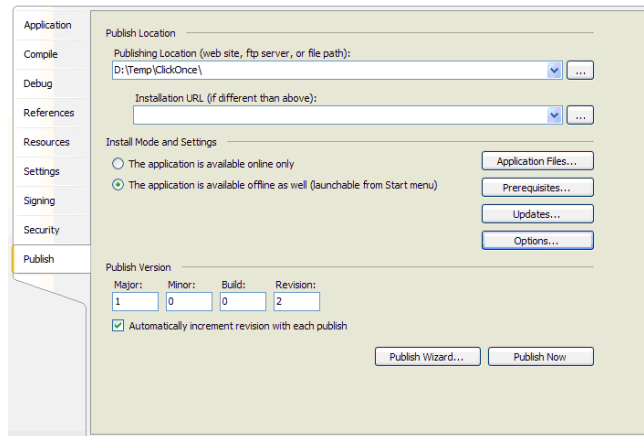 Application
Compile
Debug
References
Resources
Settings
Signing
Security
Publish
Publish Location
Publishing Location (web site, ftp server, or file path):
D:\Temp\ClickOnce\
...
Installation URL (if different than above):
...
Install Mode and Settings
The application is available online only
The application is available offline as well (launchable from Start menu)
Application Files...
Prerequisites...
Updates...
Options...
Publish Version
Major: Minor: Build: Revision:
1 0 0 2
Automatically increment revision with each publish
Publish Wizard... Publish Now